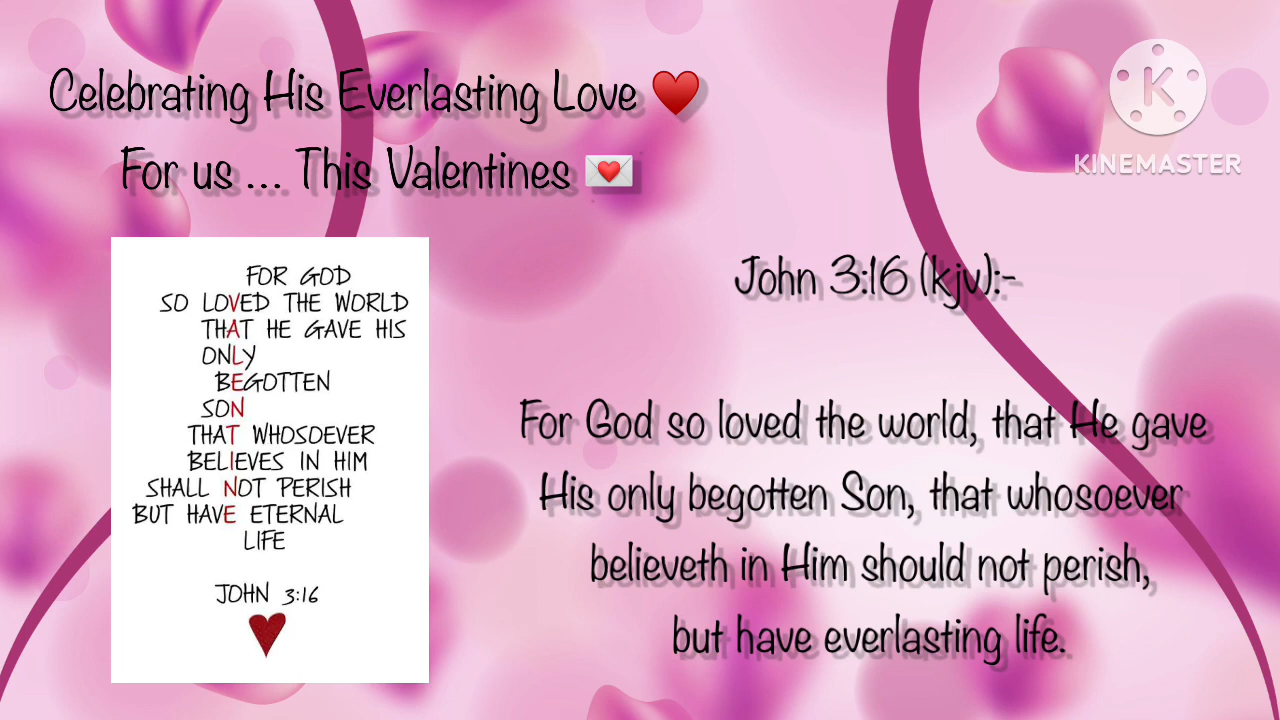 Celebrating His Everlasting Love ♥️
For us ... This Valentines 💌
K
KINEMASTER
FOR GOD
SO LOVED THE WORLD
THAT HE GAVE HIS
ONLY
BEGOTTEN
SON
THAT WHOSOEVER
BELIEVES IN HIM
SHALL NOT PERISH
BUT HAVE ETERNAL
LIFE
JOHN 3:16
John 3:16 (kjv):-
For God so loved the world, that He gave
His only begotten Son, that whosoever
believeth in Him should not perish,
but have everlasting life.